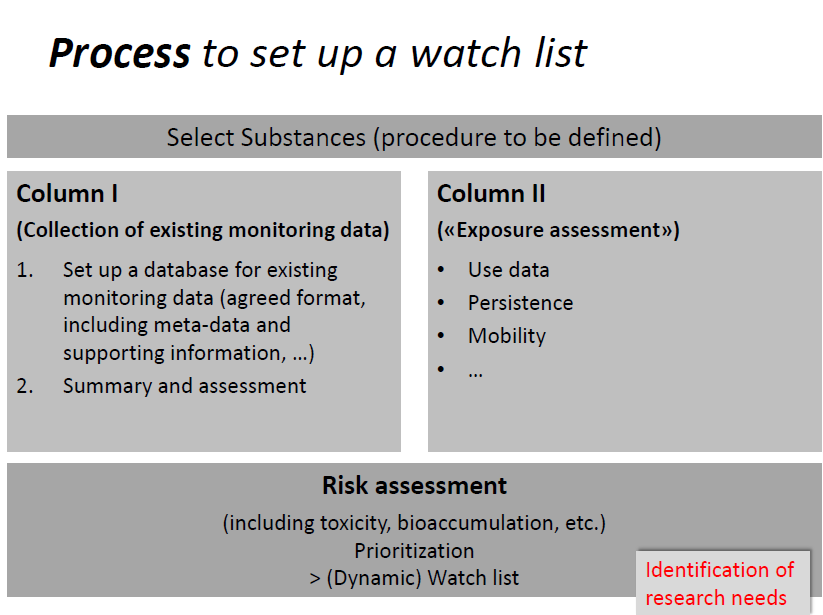 Process to set up a watch list
Select Substances (procedure to be defined)
Column I
(Collection of existing monitoring data)
1. Set up a database for existing
monitoring data (agreed format,
including meta-data and
supporting information, …)
2. Summary and assessment
Column II
(«Exposure assessment»)
• Use data
• Persistence
• Mobility
• …
Risk assessment
(including toxicity, bioaccumulation, etc.)
Prioritization
> (Dynamic) Watch list
Identification of
research needs